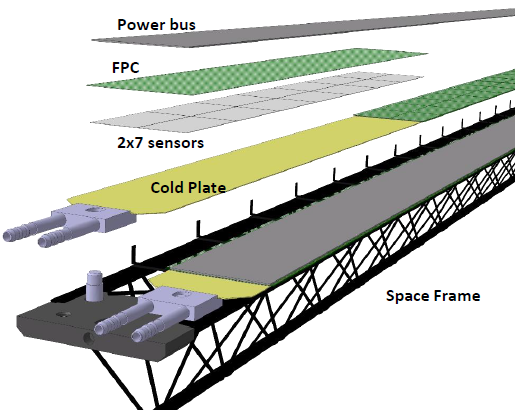 Power bus
FPC
2x7 sensors
Cold Plate
Space Frame